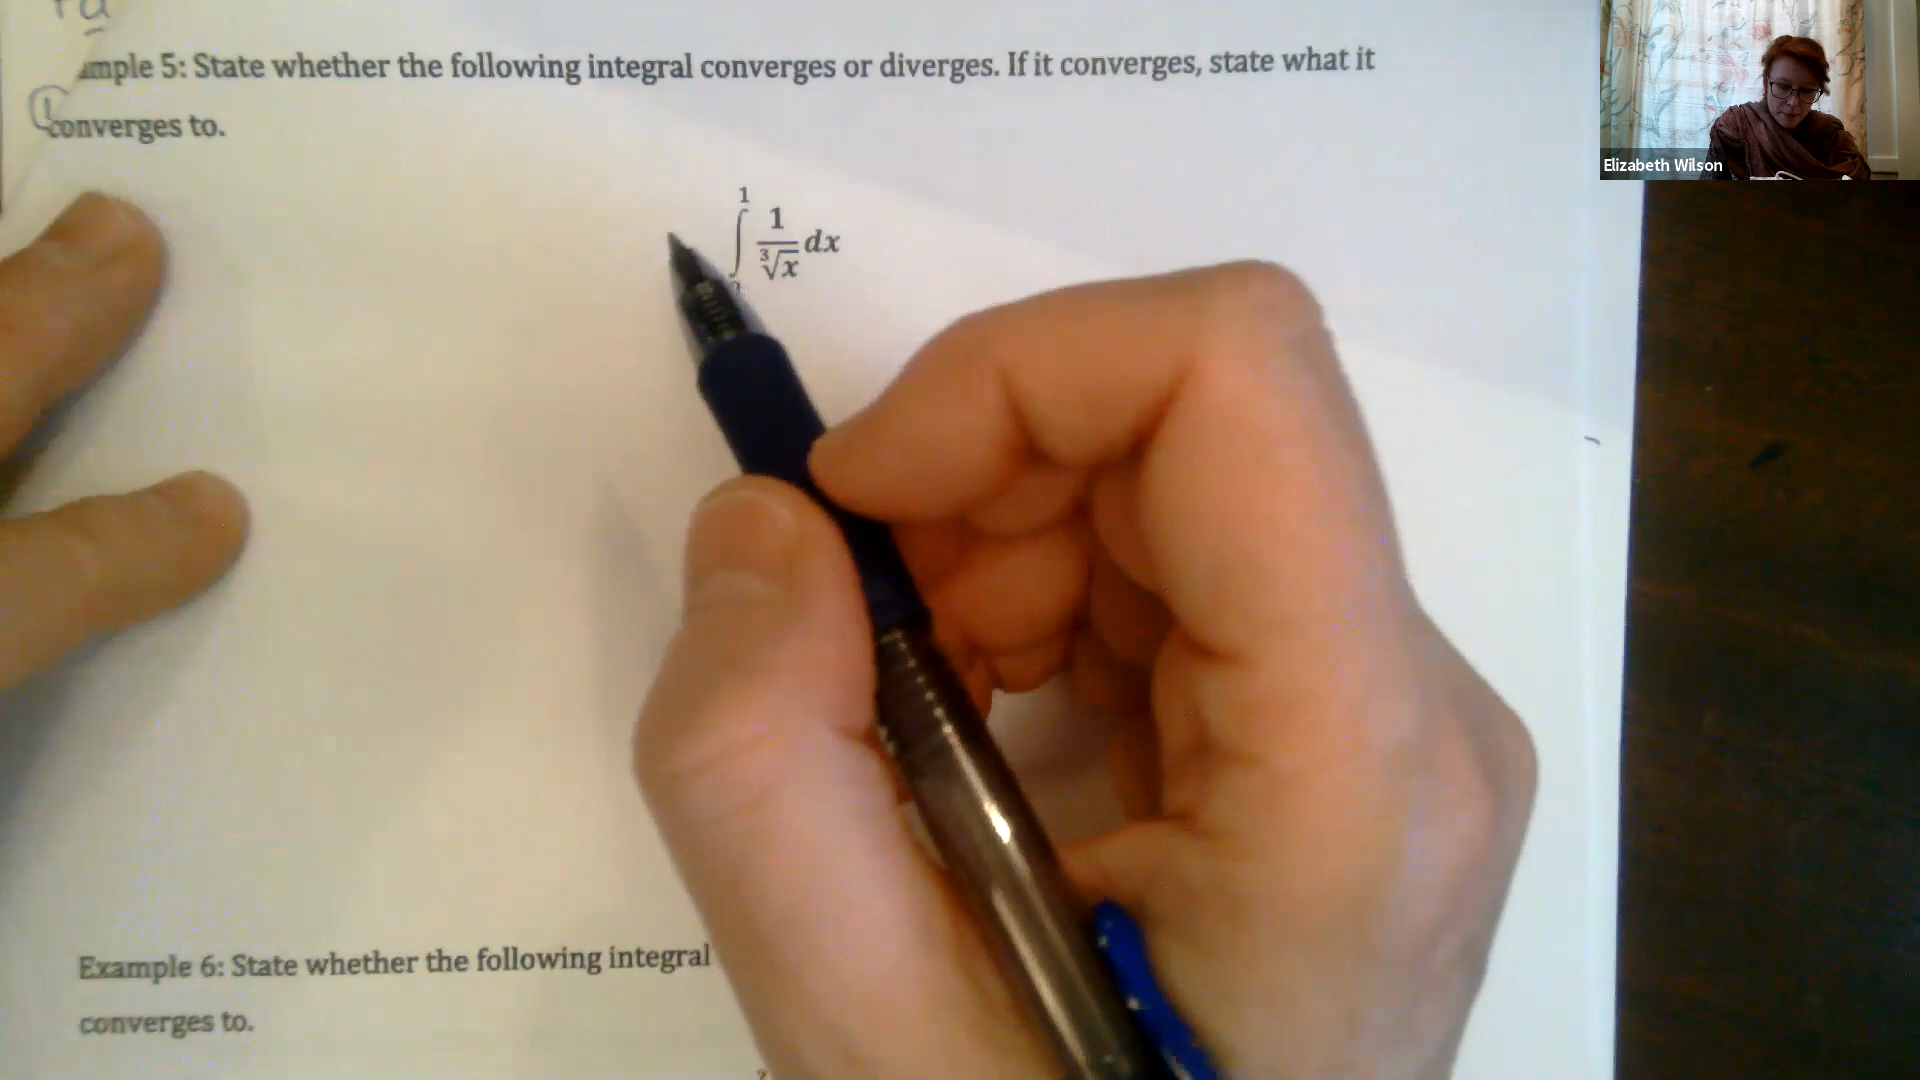 mple 5: State whether the following integral converges or diverges. If it converges, state what it
converges to.
1
∫ 1/∛x dx
Example 6: State whether the following integral
converges to.
Elizabeth Wilson